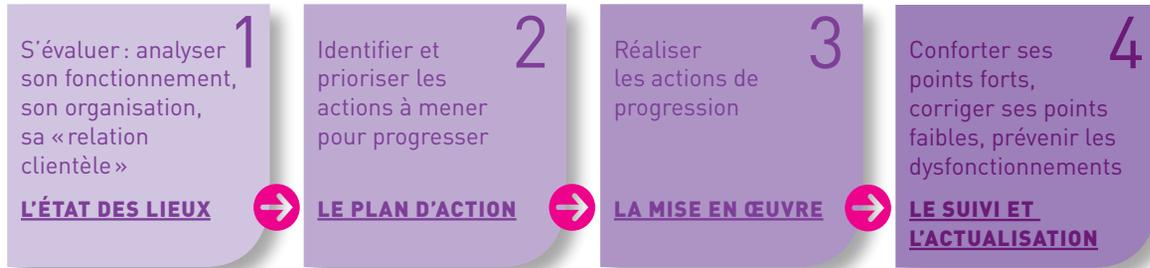 1
S’évaluer : analyser
son fonctionnement,
son organisation,
sa « relation
clientèle »
L’ÉTAT DES LIEUX
2
Identifier et
prioriser les
actions à mener
pour progresser
LE PLAN D’ACTION
3
Réaliser
les actions de
progression
LA MISE EN ŒUVRE
4
Conforter ses
points forts,
corriger ses points
faibles, prévenir les
dysfonctionnements
LE SUIVI ET
L’ACTUALISATION